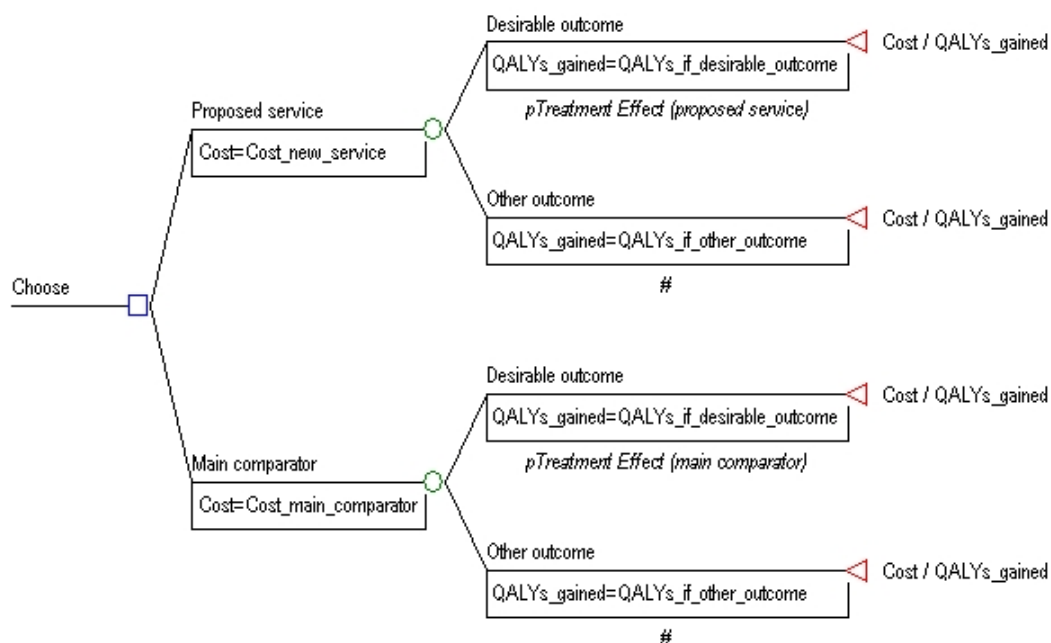 Desirable outcome
Cost / QALYs_gained
QALYs_gained=QALYs_if_desirable_outcome
pTreatment Effect (proposed service)
Proposed service
Cost=Cost_new_service
Other outcome
Cost / QALYs_gained
QALYs_gained=QALYs_if_other_outcome
#
Choose
Desirable outcome
Cost / QALYs_gained
QALYs_gained=QALYs_if_desirable_outcome
pTreatment Effect (main comparator)
Main comparator
Cost=Cost_main_comparator
Other outcome
Cost / QALYs_gained
QALYs_gained=QALYs_if_other_outcome
#